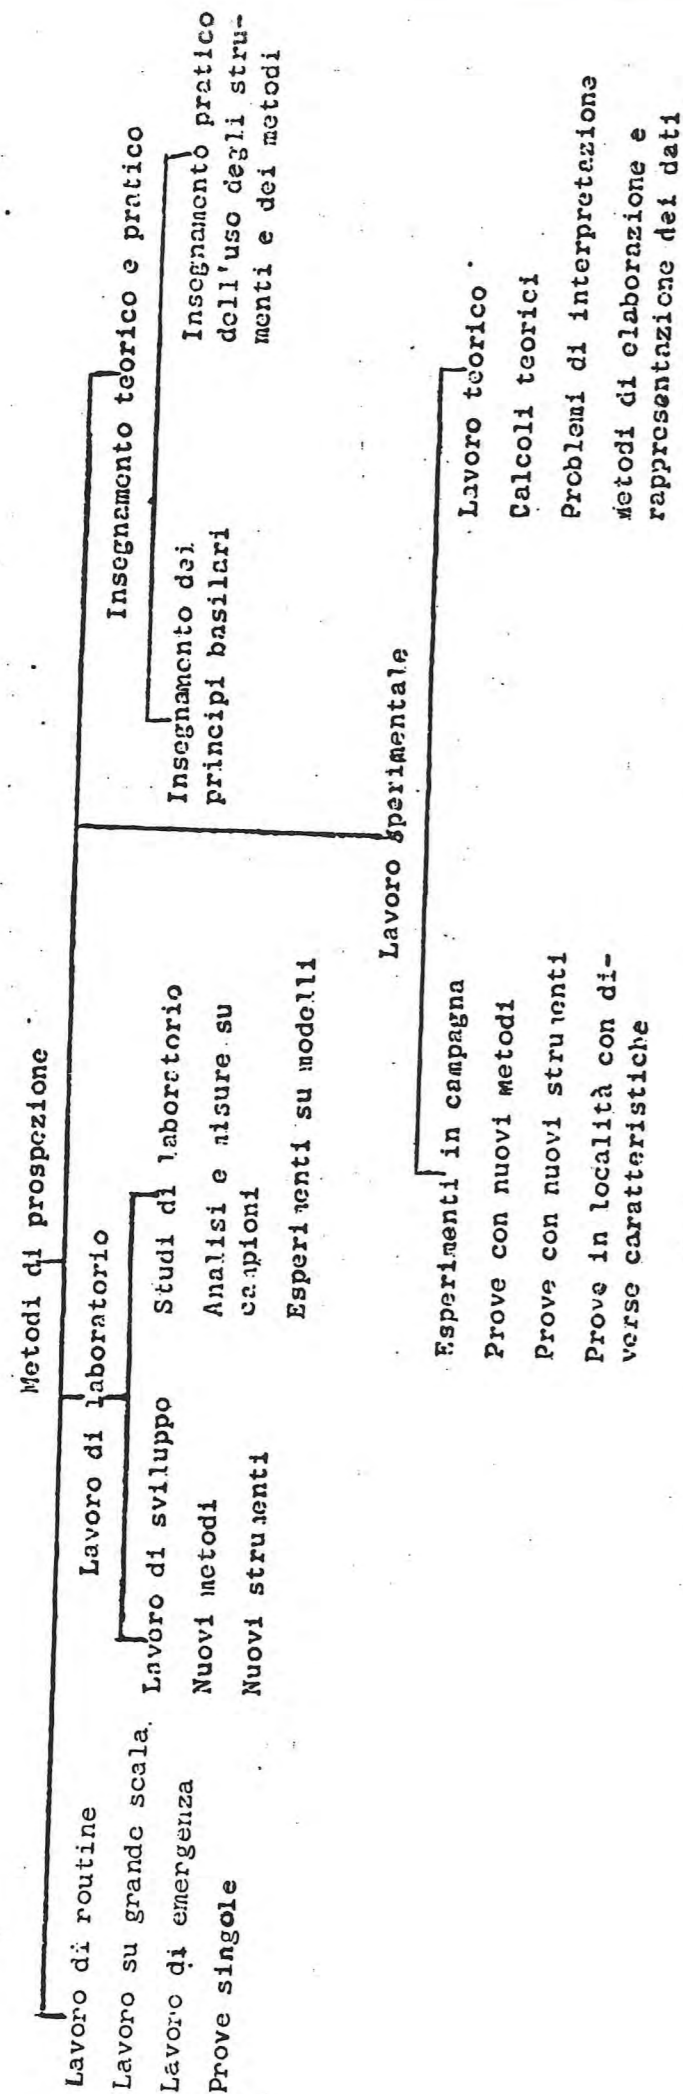 Metodi di prospezione
Lavoro di routine
Lavoro su grande scala
Lavoro di emergenza
Prove singole
Lavoro di laboratorio
Lavoro di sviluppo
Nuovi metodi
Nuovi strumenti
Studi di laboratorio
Analisi e misure su
campioni
Esperimenti su modelli
Insegnamento teorico e pratico
Insegnamento dei
principi basilari
Insegnamento pratico
dell'uso degli stru-
menti e dei metodi
Lavoro sperimentale
Esperimenti in campagna
Prove con nuovi metodi
Prove con nuovi strumenti
Prove in località con di-
verse caratteristiche
Lavoro teorico
Calcoli teorici
Problemi di interpretazione
Metodi di elaborazione e
rappresentazione dei dati